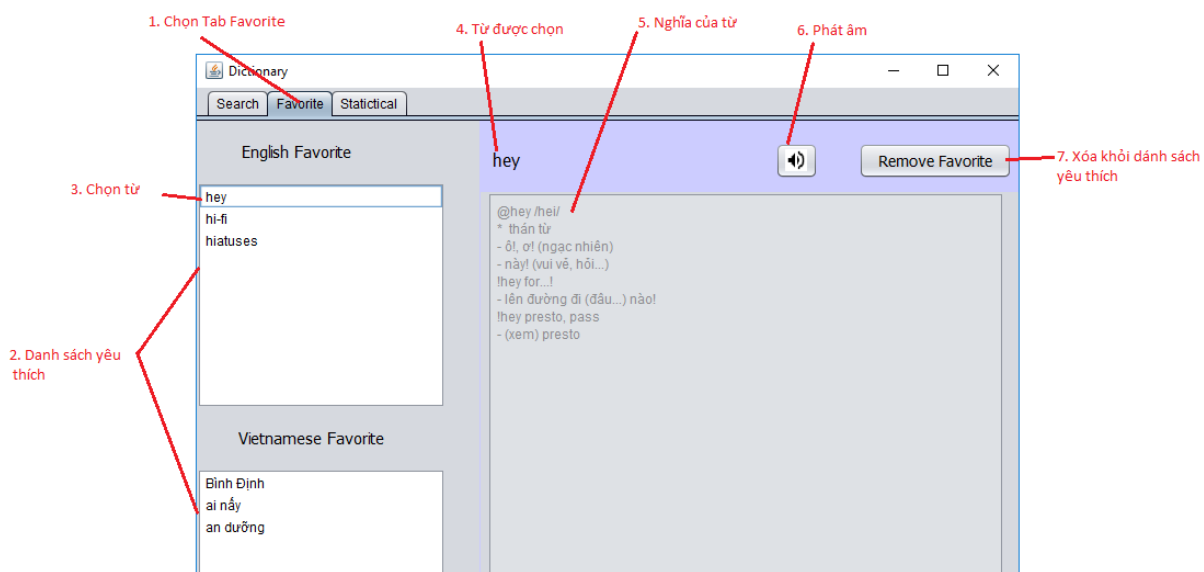 1. Chọn Tab Favorite
4. Từ được chọn
5. Nghĩa của từ
6. Phát âm
Dictionary
Search
Favorite
Statictical
English Favorite
hey
Remove Favorite
7. Xóa khỏi dánh sách
yêu thích
3. Chọn từ
hey
hi-fi
hiatuses
@hey /hei/
* thán từ
- ô!, ơ! (ngạc nhiên)
- này! (vui vẻ, hỏi...)
!hey for...!
- lên đường đi (đâu...) nào!
!hey presto, pass
- (xem) presto
2. Danh sách yêu
thích
Vietnamese Favorite
Bình Định
ai nấy
an dưỡng